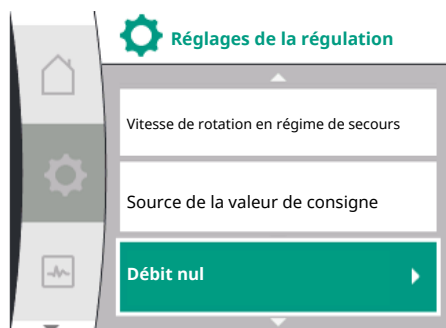 Réglages de la régulation
Vitesse de rotation en régime de secours
Source de la valeur de consigne
Débit nul